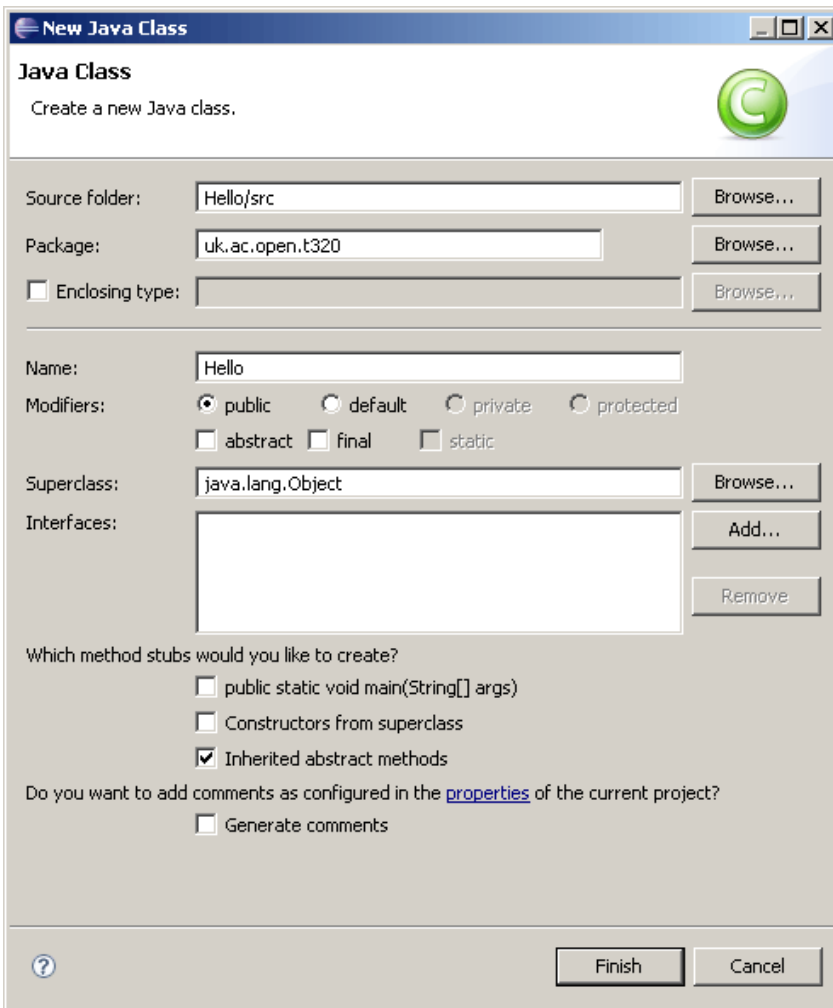 New Java Class
Java Class
Create a new Java class.
Source folder: Hello/src Browse...
Package: uk.ac.open.t320 Browse...
Enclosing type: Browse...
Name: Hello
Modifiers: public default private protected
abstract final static
Superclass: java.lang.Object Browse...
Interfaces: Add...
Remove
Which method stubs would you like to create?
public static void main(String[] args)
Constructors from superclass
Inherited abstract methods
Do you want to add comments as configured in the properties of the current project?
Generate comments
? Finish Cancel